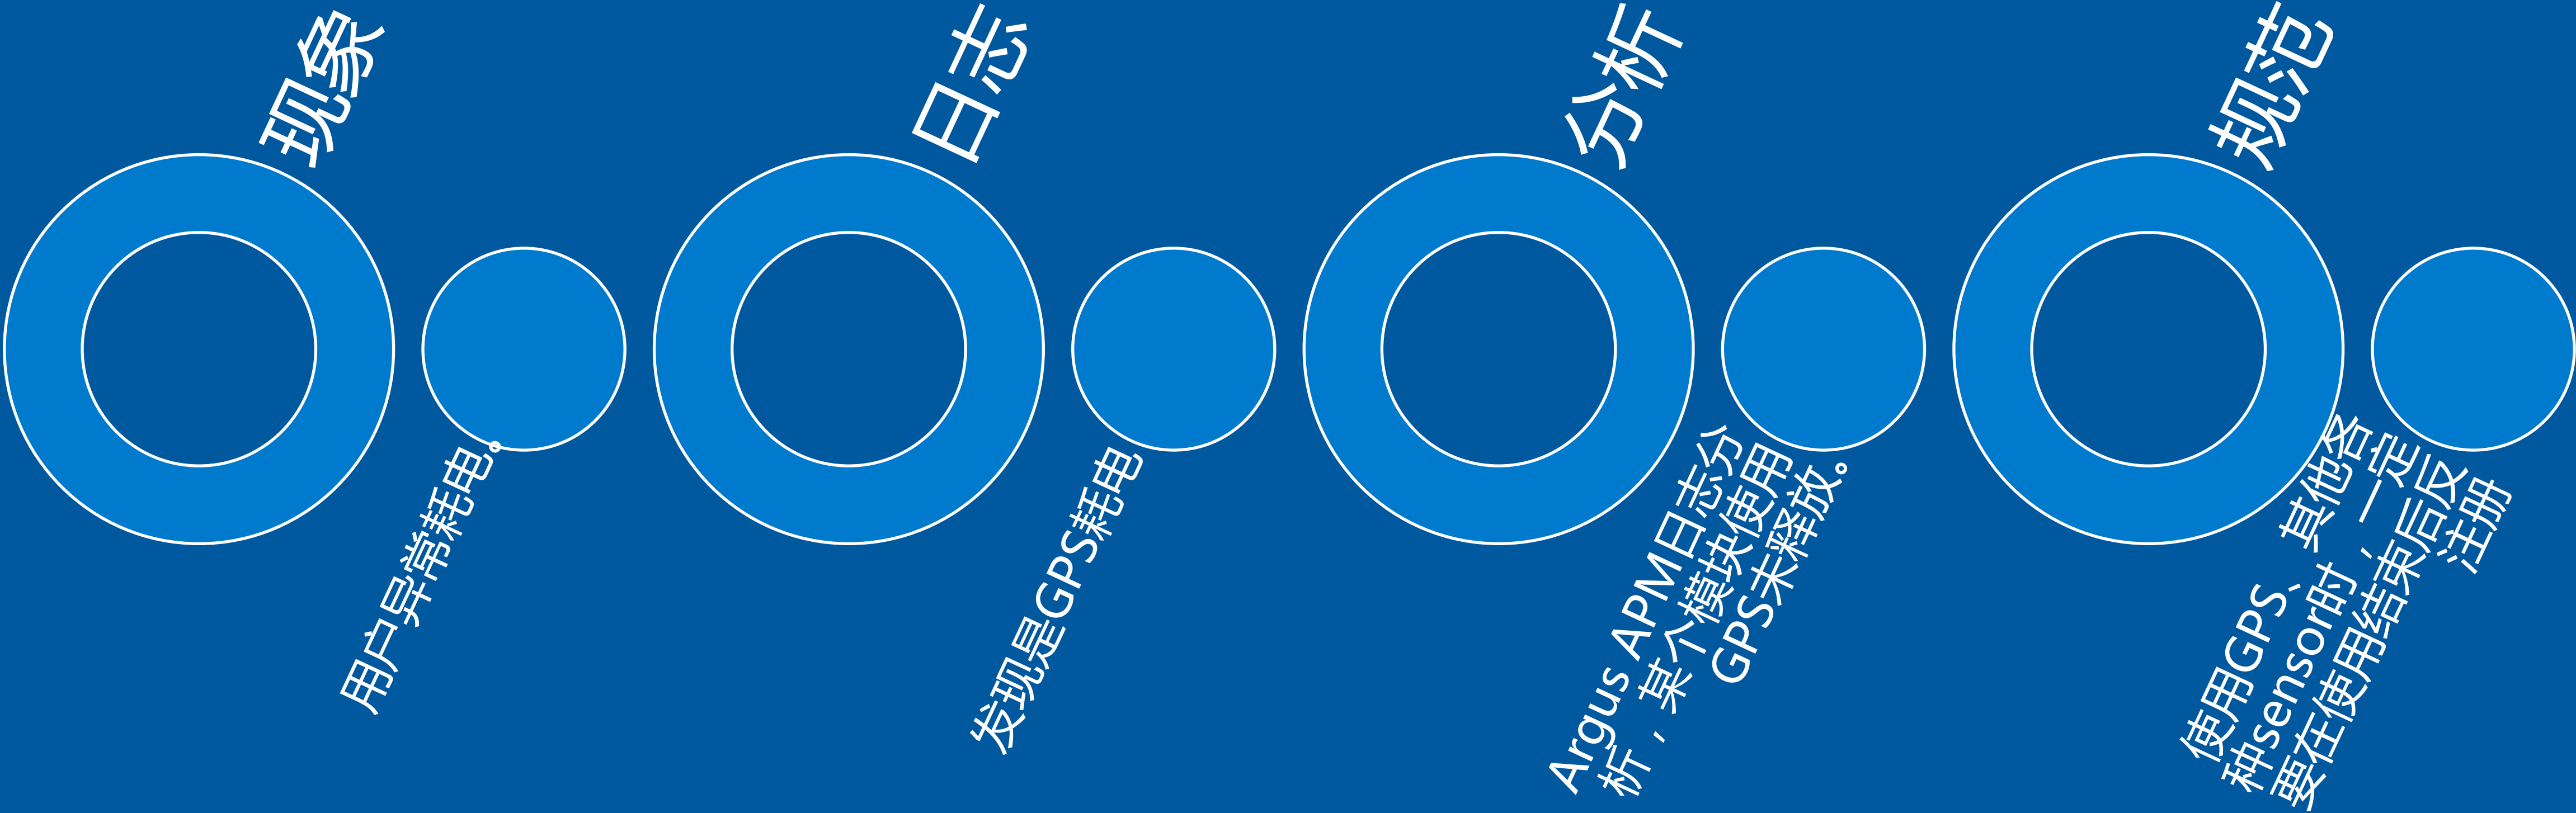 现象
用户异常耗电。
日志
发现是GPS耗电
分析
Argus APM日志分
析，某个模块使用
GPS未释放。
规范
使用GPS、其他各
种sensor时，一定
要在使用结束后反
注册